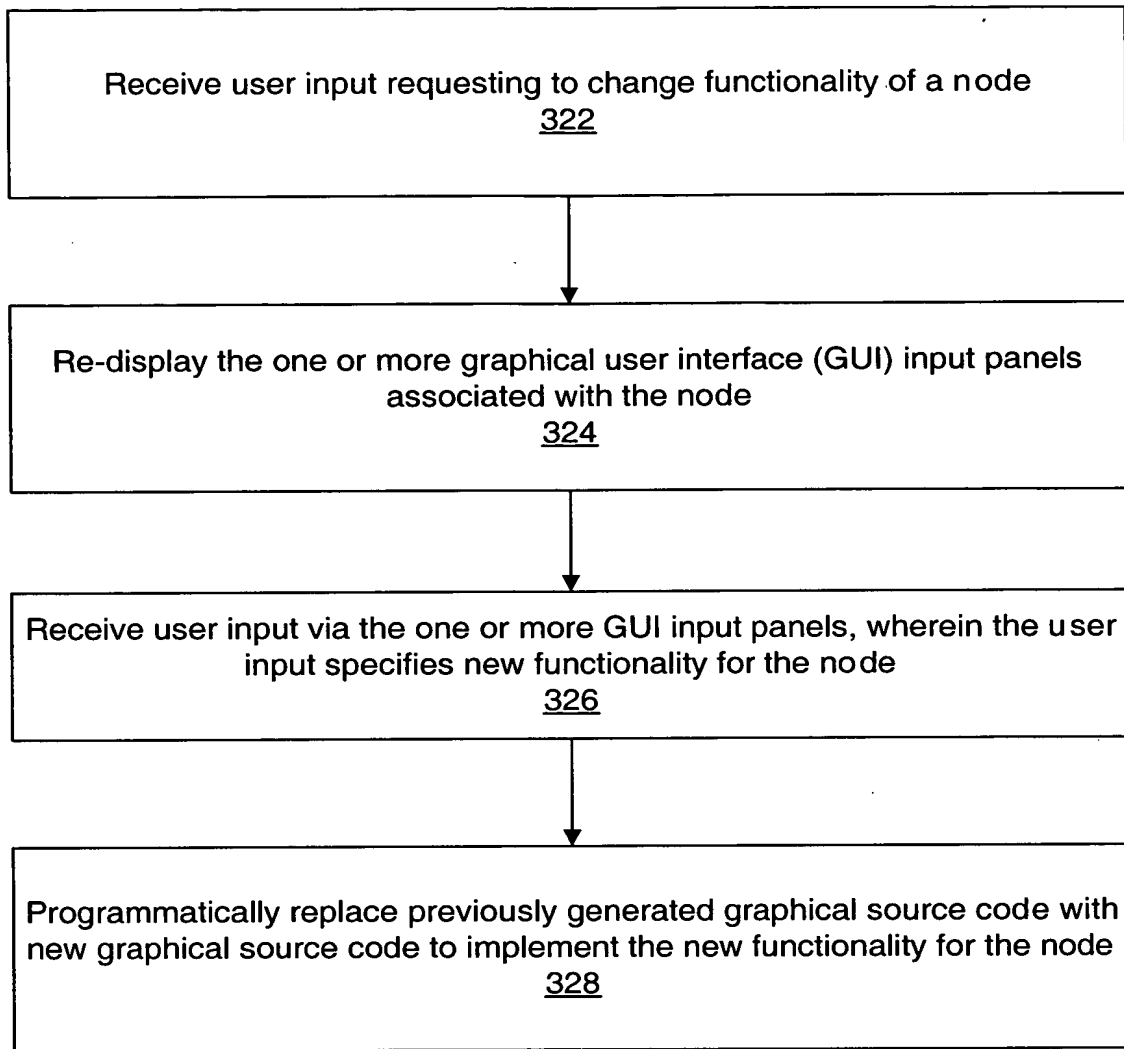 Receive user input requesting to change functionality of a node
322
Re-display the one or more graphical user interface (GUI) input panels
associated with the node
324
Receive user input via the one or more GUI input panels, wherein the user
input specifies new functionality for the node
326
Programmatically replace previously generated graphical source code with
new graphical source code to implement the new functionality for the node
328